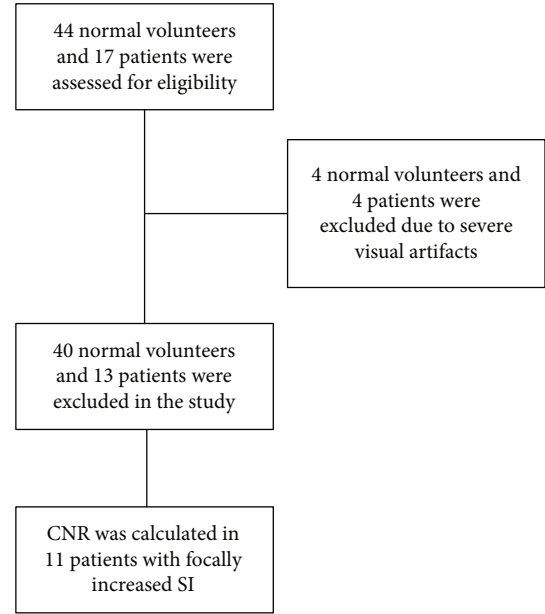 44 normal volunteers
and 17 patients were
assessed for eligibility
4 normal volunteers and
4 patients were
excluded due to severe
visual artifacts
40 normal volunteers
and 13 patients were
excluded in the study
CNR was calculated in
11 patients with focally
increased SI